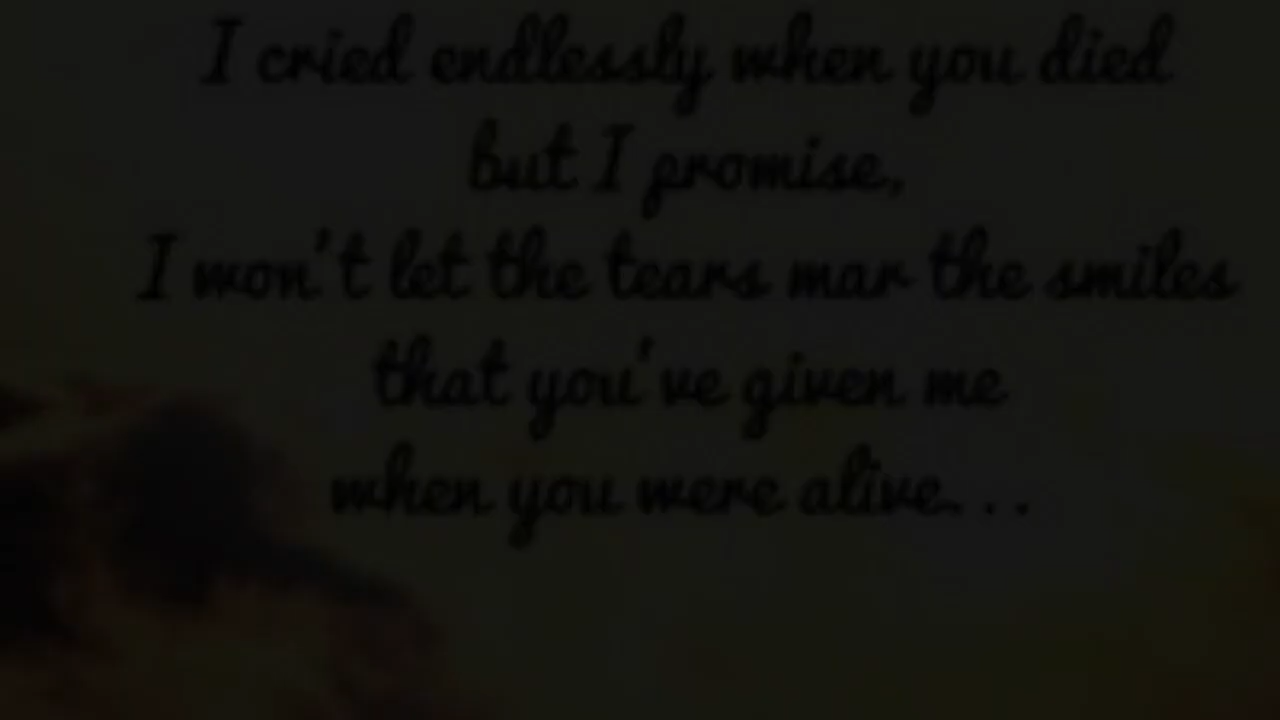 I cried endlessly when you died
but I promise,
I won't let the tears mar the smiles
that you've given me
when you were alive...